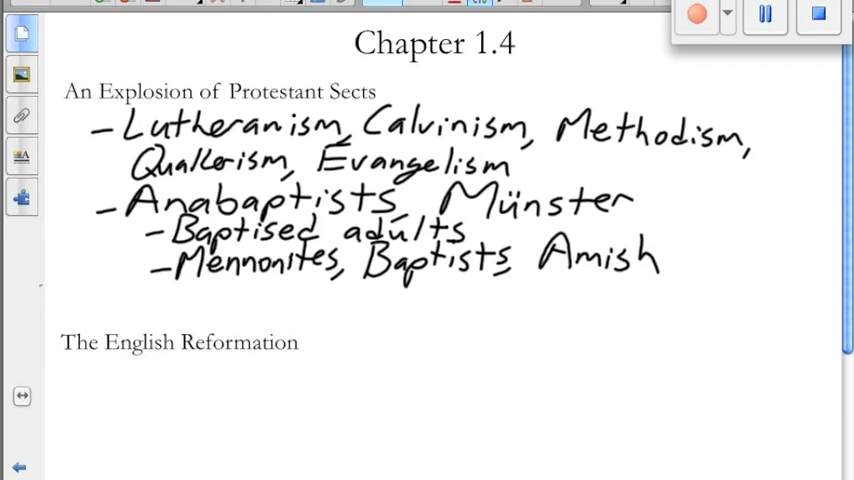 Chapter 1.4
An Explosion of Protestant Sects
- Lutheranism, Calvinism, Methodism,
Quakerism, Evangelism
- Anabaptists, Münster
- Baptised adults
- Mennonites, Baptists, Amish
The English Reformation